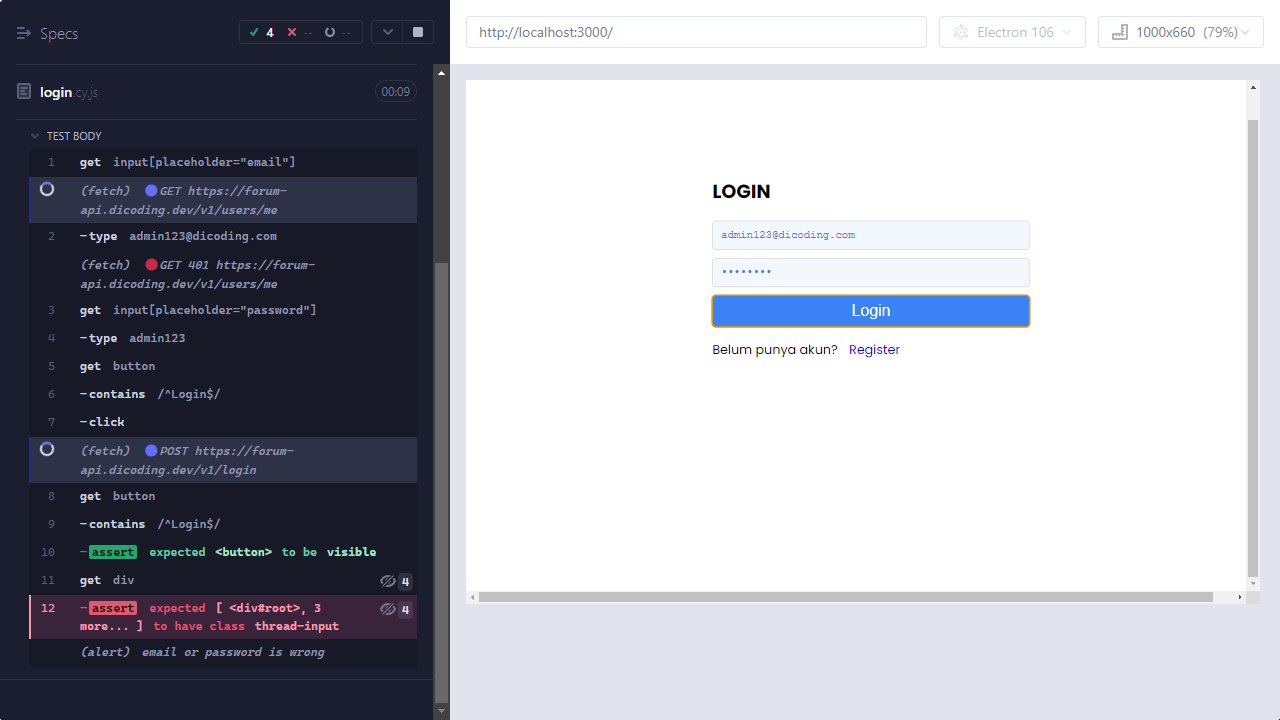 Specs
4 -- --
login.cy.js
00:09
TEST BODY
1 get input[placeholder="email"]
(fetch) GET https://forum-
api.dicoding.dev/v1/users/me
2 -type admin123@dicoding.com
(fetch) GET 401 https://forum-
api.dicoding.dev/v1/users/me
3 get input[placeholder="password"]
4 -type admin123
5 get button
6 -contains /^Login$/
7 -click
(fetch) POST https://forum-
api.dicoding.dev/v1/login
8 get button
9 -contains /^Login$/
10 -assert expected <button> to be visible
11 get div 4
12 -assert expected [ <div#root>, 3 4
more... ] to have class thread-input
(alert) email or password is wrong
http://localhost:3000/
Electron 106
1000x660 (79%)
LOGIN
admin123@dicoding.com
••••••••
Login
Belum punya akun? Register